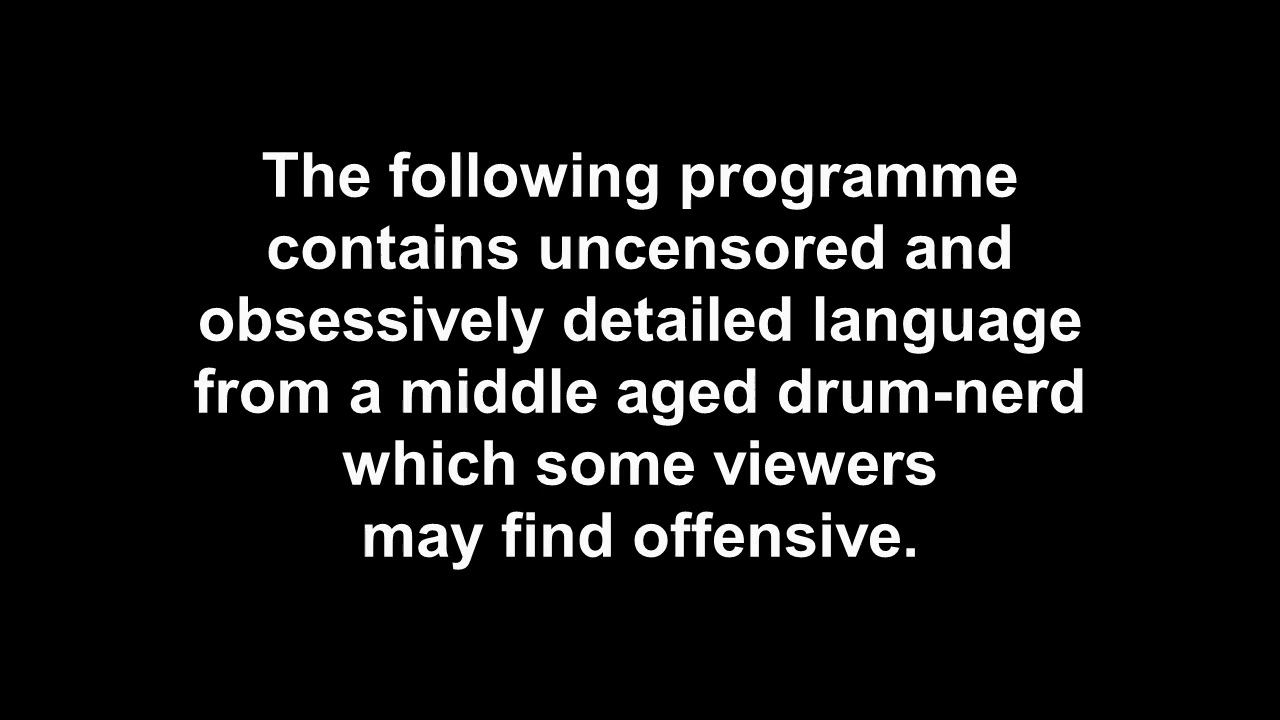 The following programme
contains uncensored and
obsessively detailed language
from a middle aged drum-nerd
which some viewers
may find offensive.